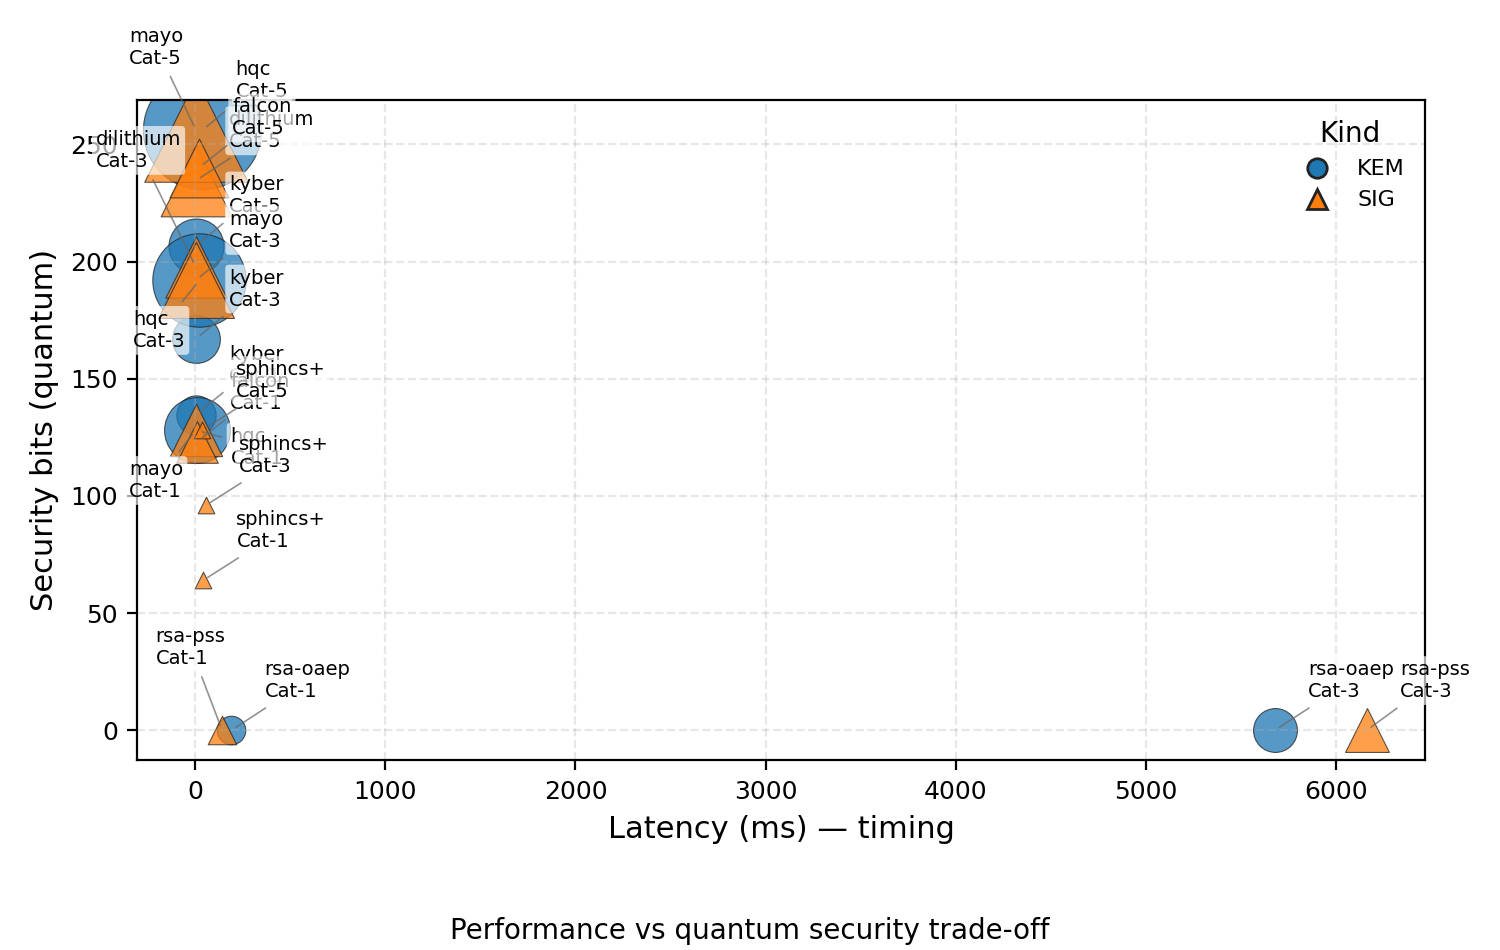 mayo
Cat-5
hqc
Cat-5
falcon
Cat-5
dilithium
Cat-5
dilithium
Cat-3
kyber
Cat-5
mayo
Cat-3
kyber
Cat-3
hqc
Cat-3
kyber
sphincs+
Cat-5
falcon
Cat-1
hqc
Cat-1
sphincs+
Cat-3
mayo
Cat-1
sphincs+
Cat-1
rsa-pss
Cat-1
rsa-oaep
Cat-1
rsa-oaep
Cat-3
rsa-pss
Cat-3
Kind
KEM
SIG
250
200
150
100
50
0
Security bits (quantum)
0 1000 2000 3000 4000 5000 6000
Latency (ms) — timing
Performance vs quantum security trade-off